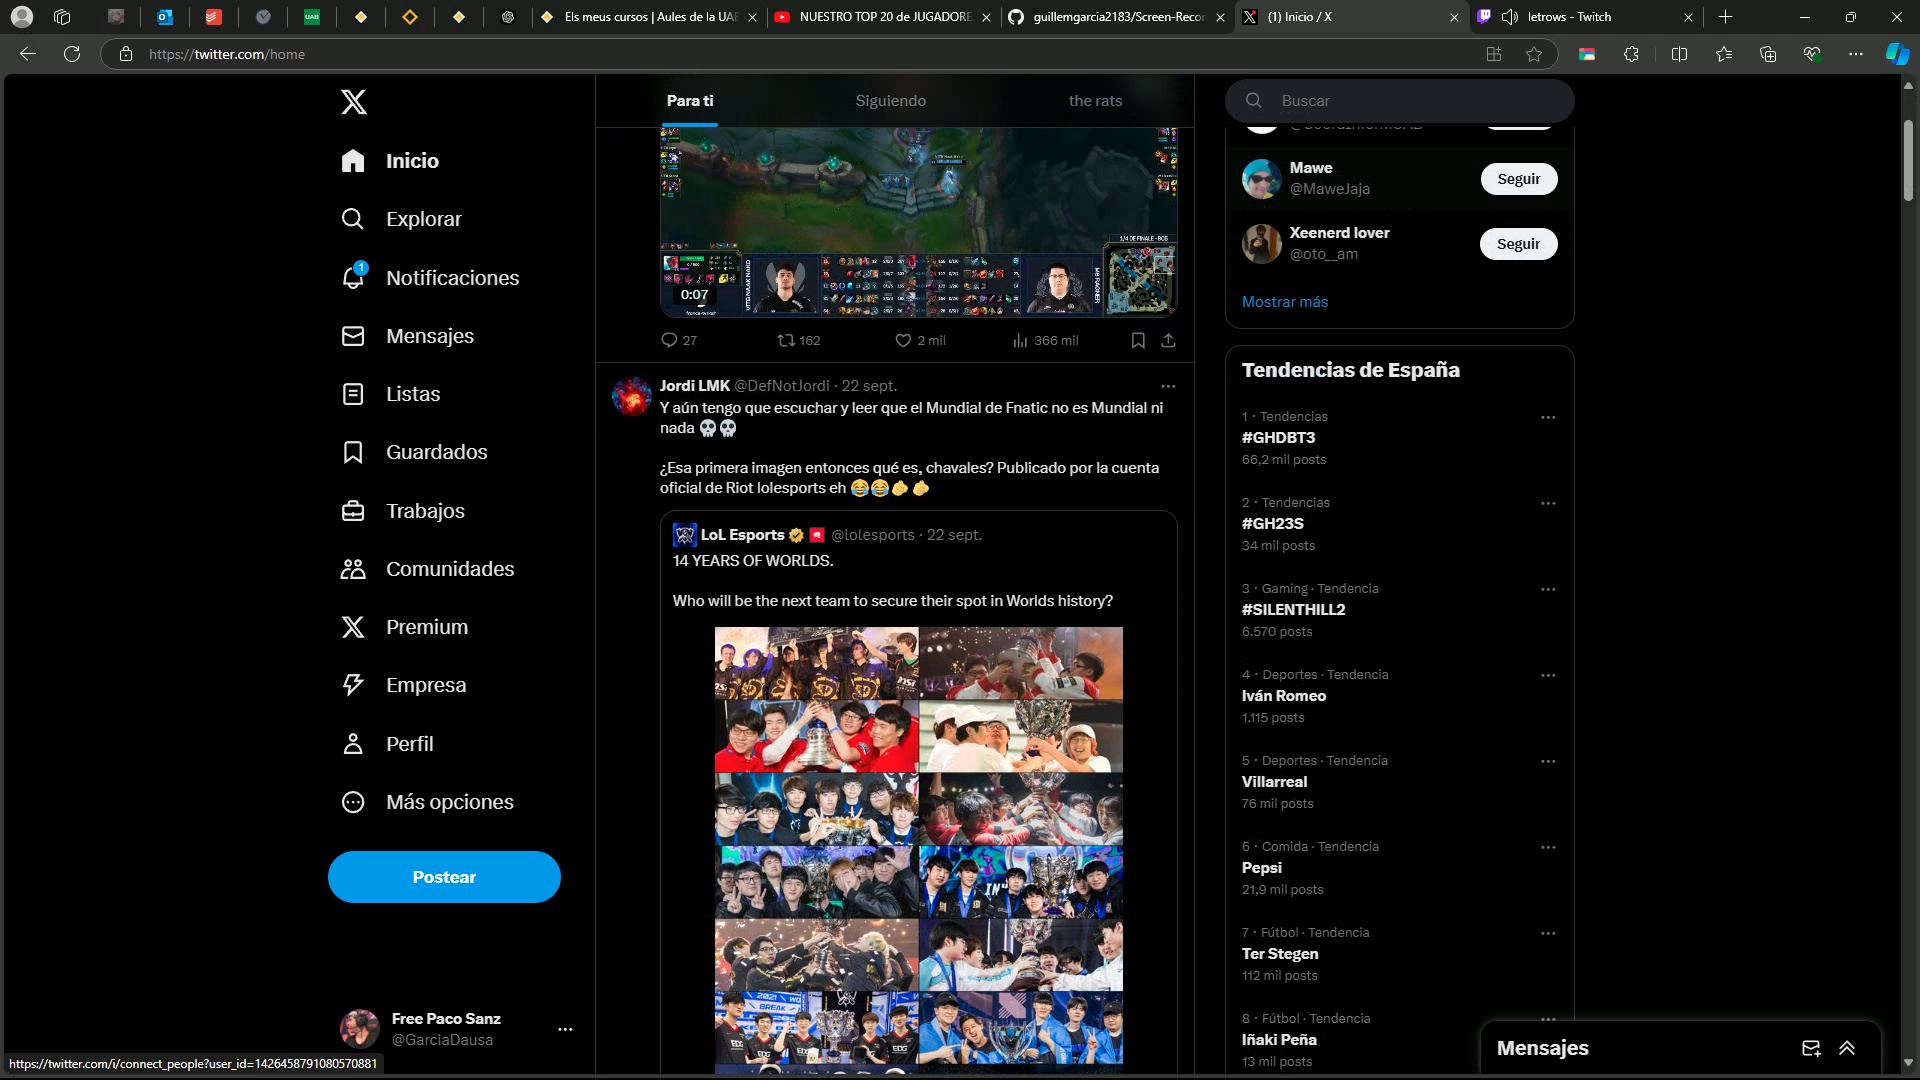 Els meus cursos | Aules de la UA
NUESTRO TOP 20 de JUGADORE
guillemgarcia2183/Screen-Recor
(1) Inicio / X
letrows - Twitch
https://twitter.com/home
Inicio
Explorar
1
Notificaciones
Mensajes
Listas
Guardados
Trabajos
Comunidades
Premium
Empresa
Perfil
Más opciones
Postear
Free Paco Sanz
@GarciaDausa
https://twitter.com/i/connect_people?user_id=1426458791080570881
Para ti
Siguiendo
the rats
1/4 DE FINALE - BO5
0:07
27
162
2 mil
366 mil
Jordi LMK @DefNotJordi · 22 sept.
Y aún tengo que escuchar y leer que el Mundial de Fnatic no es Mundial ni
nada 💀💀
¿Esa primera imagen entonces qué es, chavales? Publicado por la cuenta
oficial de Riot lolesports eh 😂😂🫵🫵
LoL Esports @lolesports · 22 sept.
14 YEARS OF WORLDS.
Who will be the next team to secure their spot in Worlds history?
Buscar
Mawe
@MaweJaja
Seguir
Xeenerd lover
@oto__am
Seguir
Mostrar más
Tendencias de España
1 · Tendencias
#GHDBT3
66,2 mil posts
2 · Tendencias
#GH23S
34 mil posts
3 · Gaming · Tendencia
#SILENTHILL2
6.570 posts
4 · Deportes · Tendencia
Iván Romeo
1.115 posts
5 · Deportes · Tendencia
Villarreal
76 mil posts
6 · Comida · Tendencia
Pepsi
21,9 mil posts
7 · Fútbol · Tendencia
Ter Stegen
112 mil posts
8 · Fútbol · Tendencia
Iñaki Peña
13 mil posts
Mensajes